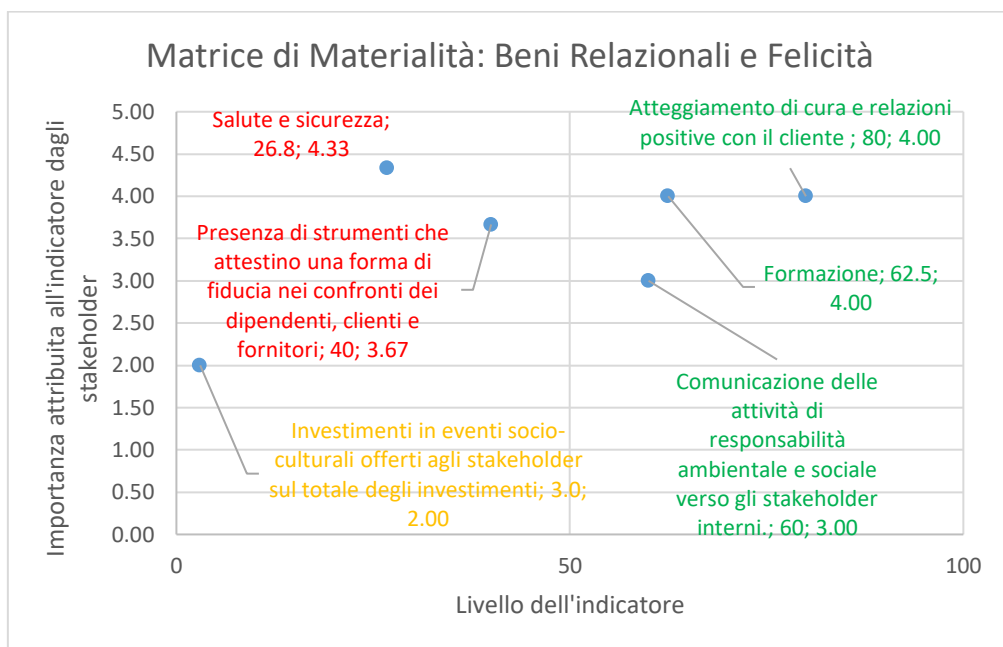 Matrice di Materialità: Beni Relazionali e Felicità
Importanza attribuita all'indicatore dagli
stakeholder
5.00
4.50
4.00
3.50
3.00
2.50
2.00
1.50
1.00
0.50
0.00
Salute e sicurezza;
26.8; 4.33
Atteggiamento di cura e relazioni
positive con il cliente ; 80; 4.00
Presenza di strumenti che
attestino una forma di
fiducia nei confronti dei
dipendenti, clienti e
fornitori; 40; 3.67
Formazione; 62.5;
4.00
Investimenti in eventi socio-
culturali offerti agli stakeholder
sul totale degli investimenti; 3.0;
2.00
Comunicazione delle
attività di
responsabilità
ambientale e sociale
verso gli stakeholder
interni.; 60; 3.00
0
50
100
Livello dell'indicatore